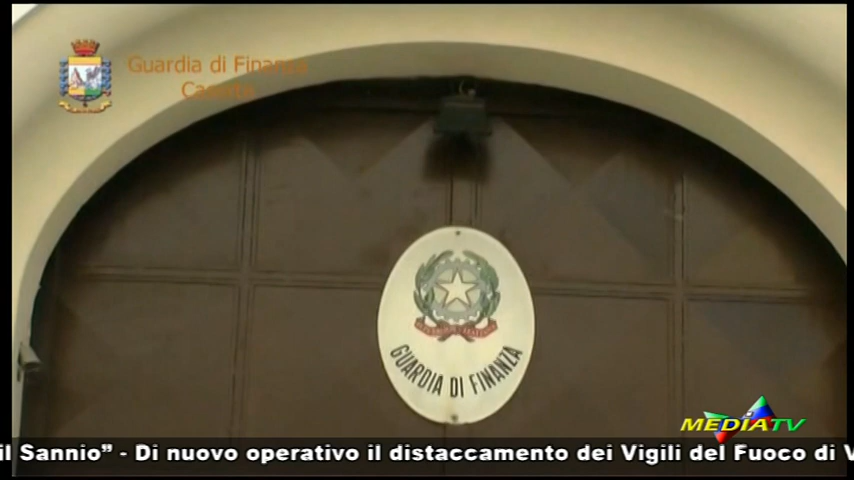 Guardia di Finanza
Caserta
GUARDIA DI FINANZA
MEDIATV
il Sannio” - Di nuovo operativo il distaccamento dei Vigili del Fuoco di V